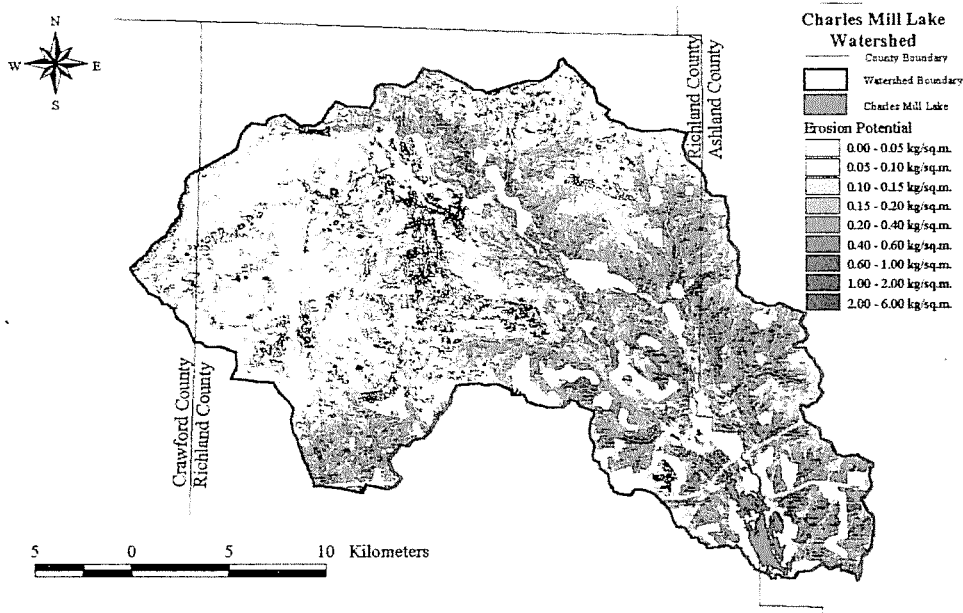 N
W E
S
Richland County
Ashland County
Crawford County
Richland County
5 0 5 10 Kilometers
Charles Mill Lake
Watershed
County Boundary
Watershed Boundary
Charles Mill Lake
Erosion Potential
0.00 - 0.05 kg/sq.m.
0.05 - 0.10 kg/sq.m.
0.10 - 0.15 kg/sq.m.
0.15 - 0.20 kg/sq.m.
0.20 - 0.40 kg/sq.m.
0.40 - 0.60 kg/sq.m.
0.60 - 1.00 kg/sq.m.
1.00 - 2.00 kg/sq.m.
2.00 - 6.00 kg/sq.m.